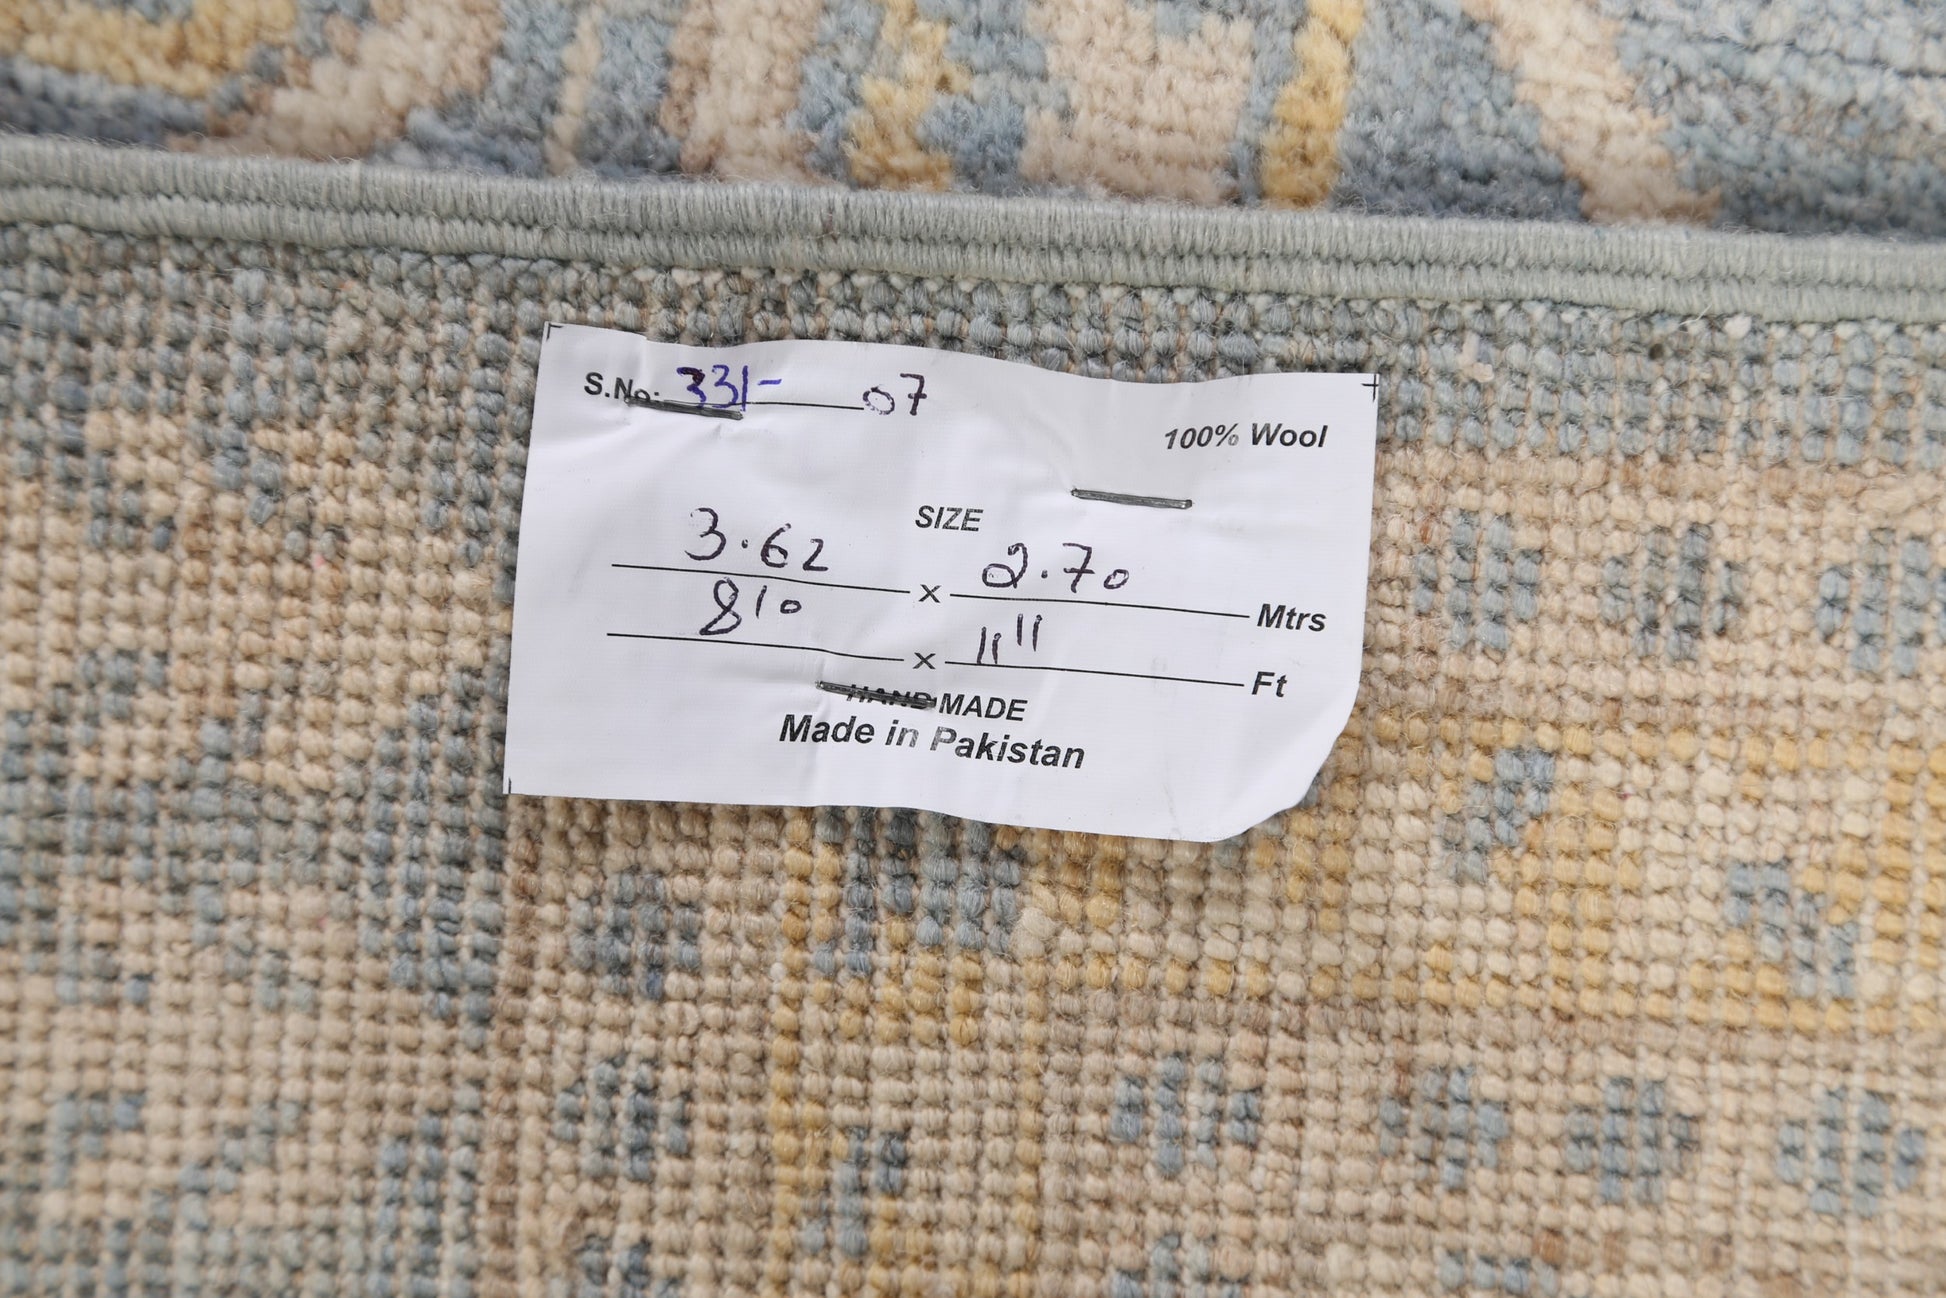 S.No: 331- 07
100% Wool
SIZE
3.62 x 2.70 Mtrs
8'10 x 11'11 Ft
HAND MADE
Made in Pakistan